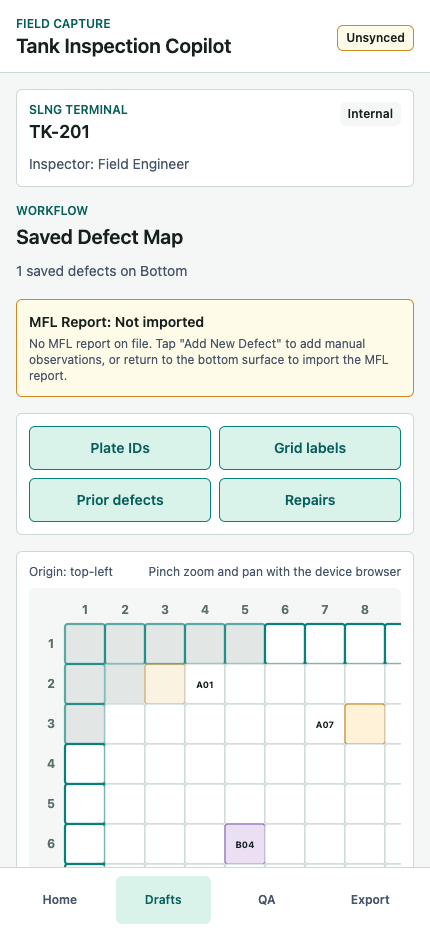 FIELD CAPTURE
Tank Inspection Copilot
Unsynced
SLNG TERMINAL
TK-201
Internal
Inspector: Field Engineer
WORKFLOW
Saved Defect Map
1 saved defects on Bottom
MFL Report: Not imported
No MFL report on file. Tap "Add New Defect" to add manual
observations, or return to the bottom surface to import the MFL
report.
Plate IDs
Grid labels
Prior defects
Repairs
Origin: top-left
Pinch zoom and pan with the device browser
1 2 3 4 5 6 7 8
1
2 A01
3 A07
4
5
6 B04
Home Drafts QA Export